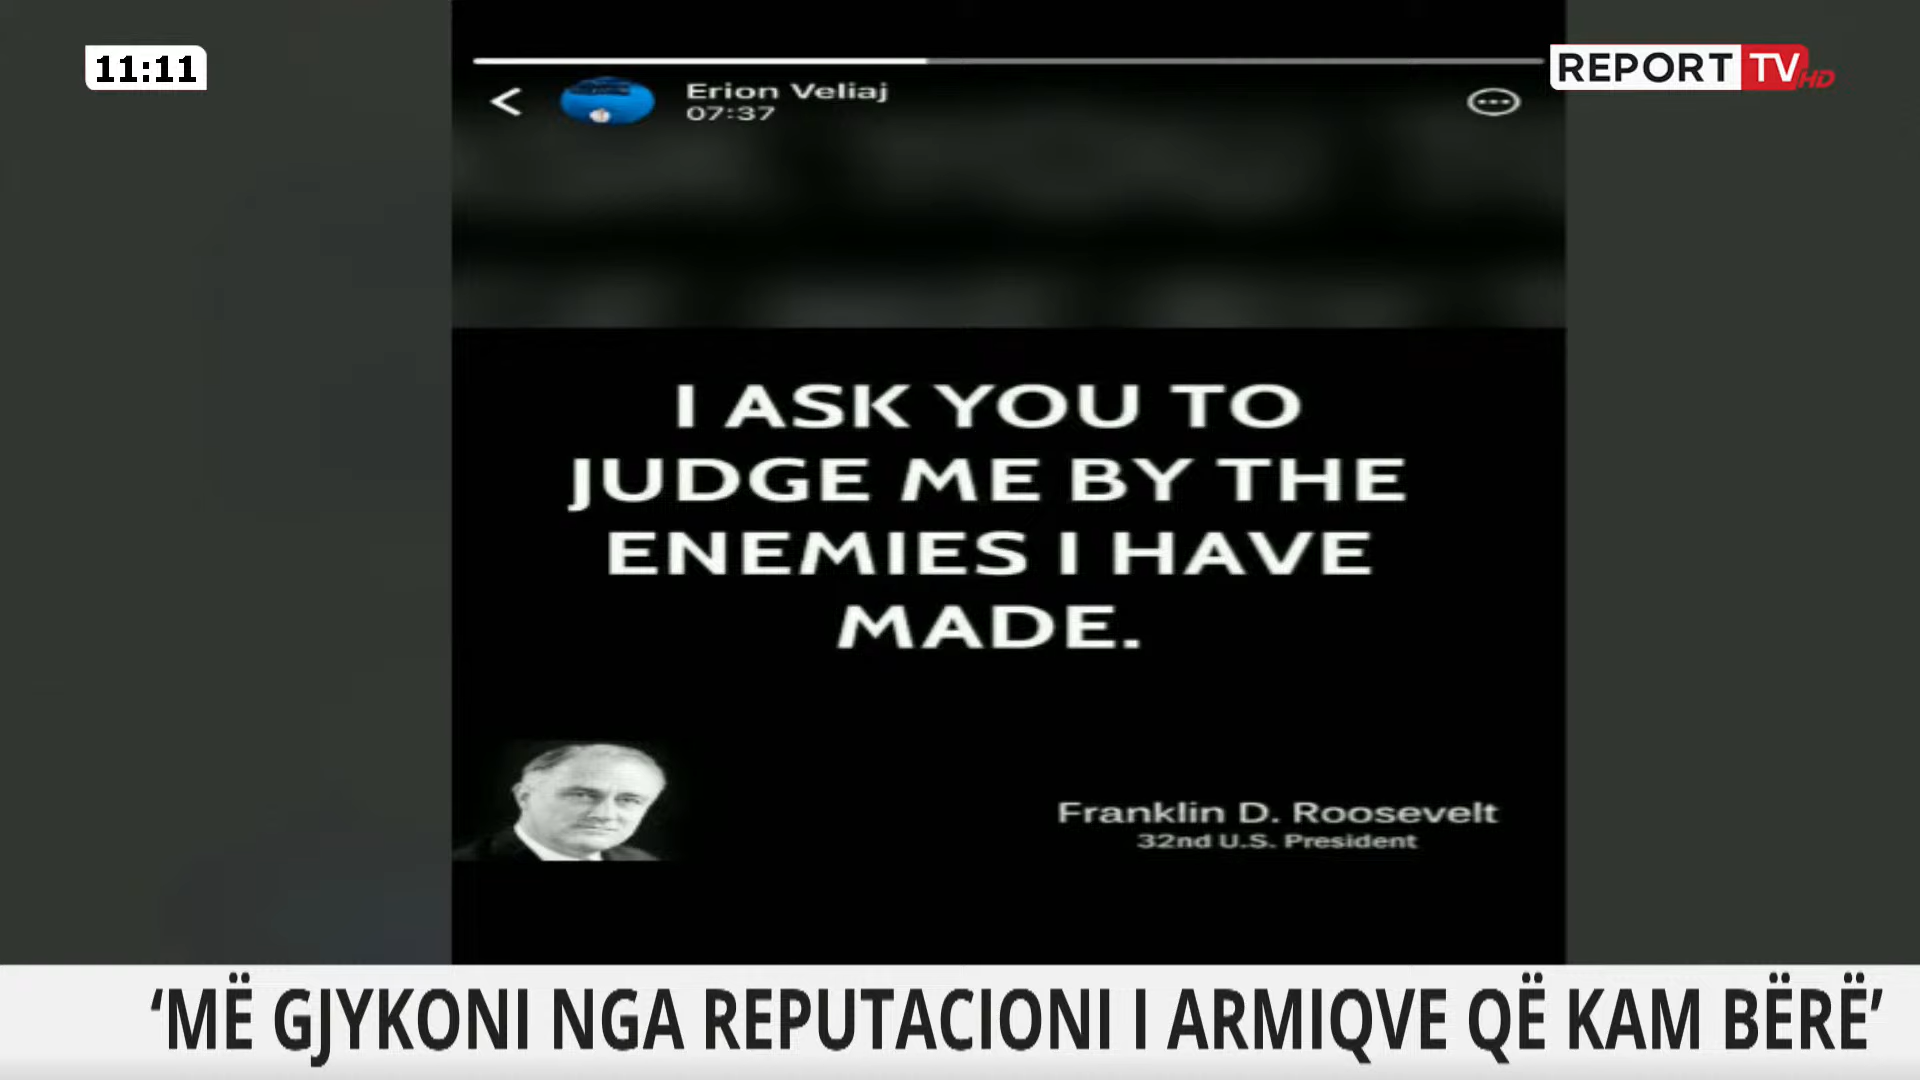 11:11
REPORT TV HD
Erion Veliaj
07:37
I ASK YOU TO
JUDGE ME BY THE
ENEMIES I HAVE
MADE.
Franklin D. Roosevelt
32nd U.S. President
‘MË GJYKONI NGA REPUTACIONI I ARMIQVE QË KAM BËRË’